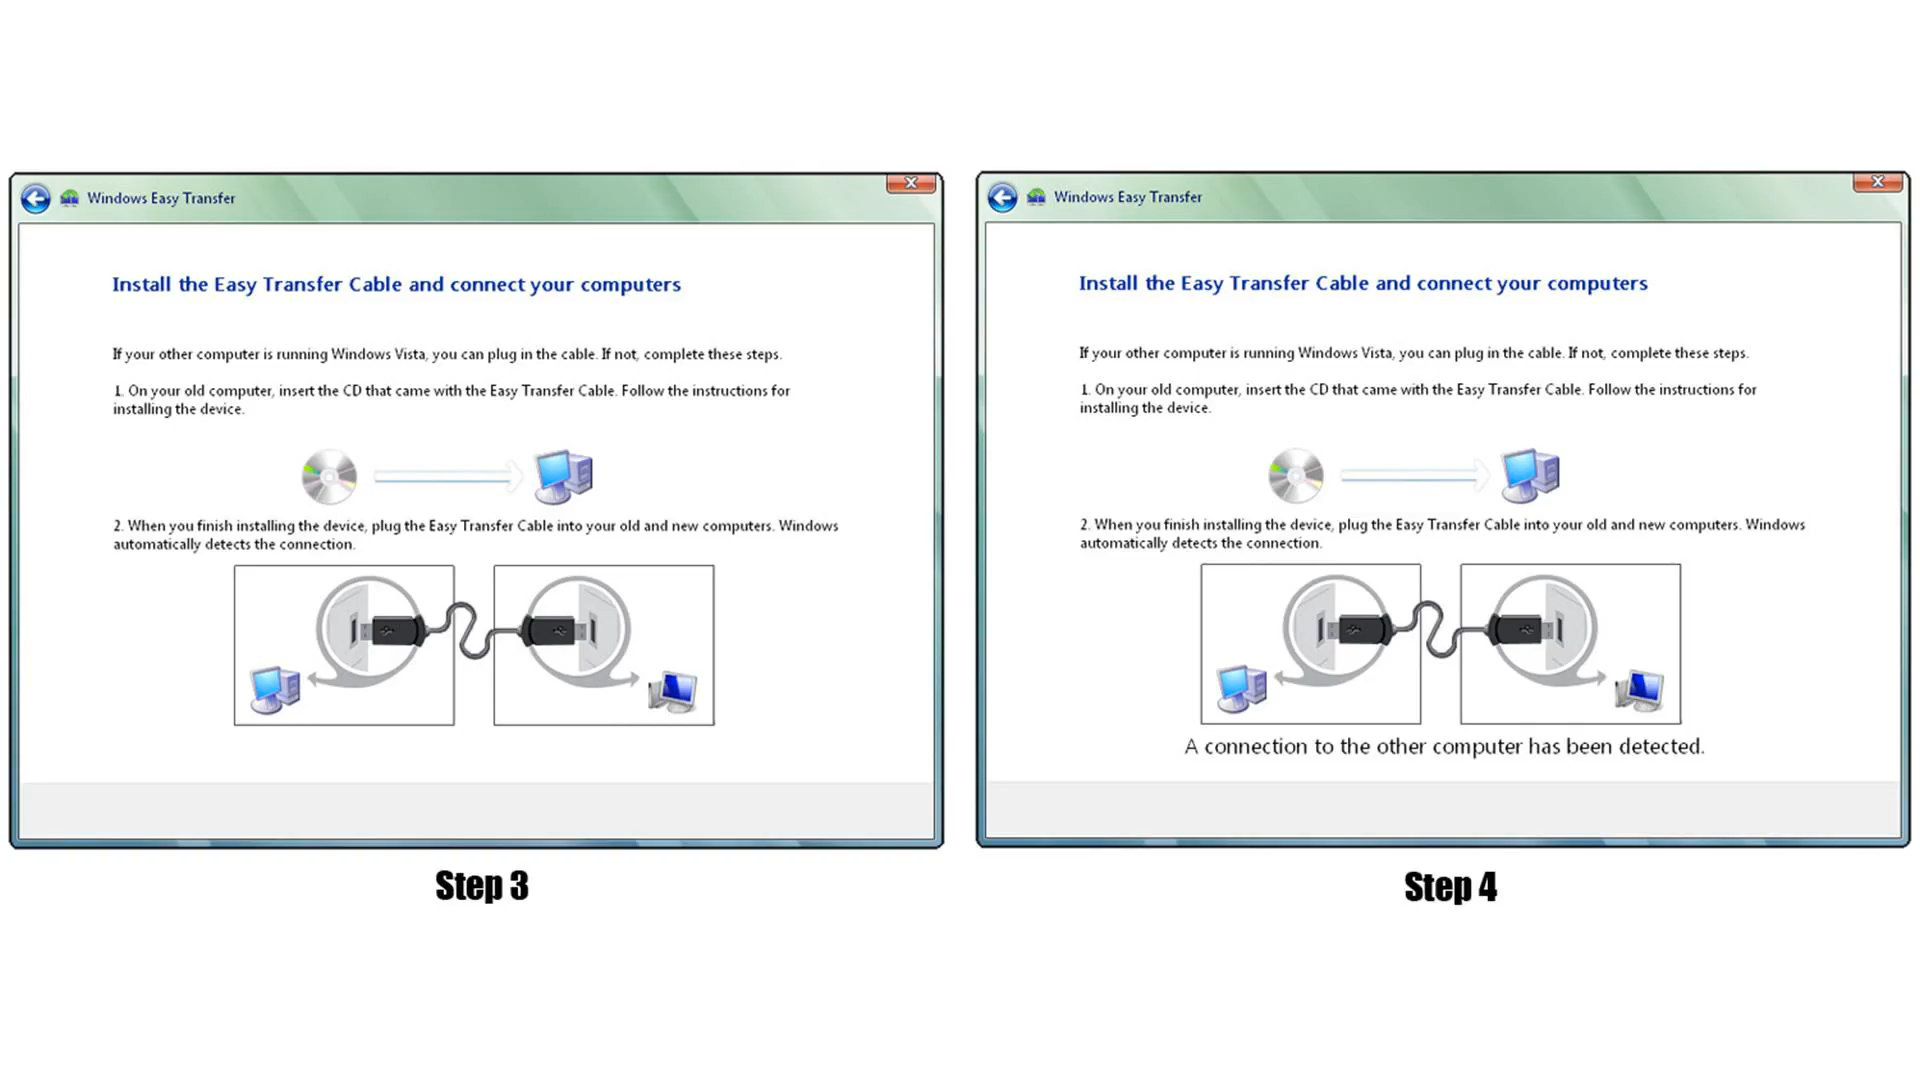 Windows Easy Transfer
Install the Easy Transfer Cable and connect your computers
If your other computer is running Windows Vista, you can plug in the cable. If not, complete these steps.
1. On your old computer, insert the CD that came with the Easy Transfer Cable. Follow the instructions for
installing the device.
2. When you finish installing the device, plug the Easy Transfer Cable into your old and new computers. Windows
automatically detects the connection.
Step 3
Windows Easy Transfer
Install the Easy Transfer Cable and connect your computers
If your other computer is running Windows Vista, you can plug in the cable. If not, complete these steps.
1. On your old computer, insert the CD that came with the Easy Transfer Cable. Follow the instructions for
installing the device.
2. When you finish installing the device, plug the Easy Transfer Cable into your old and new computers. Windows
automatically detects the connection.
A connection to the other computer has been detected.
Step 4